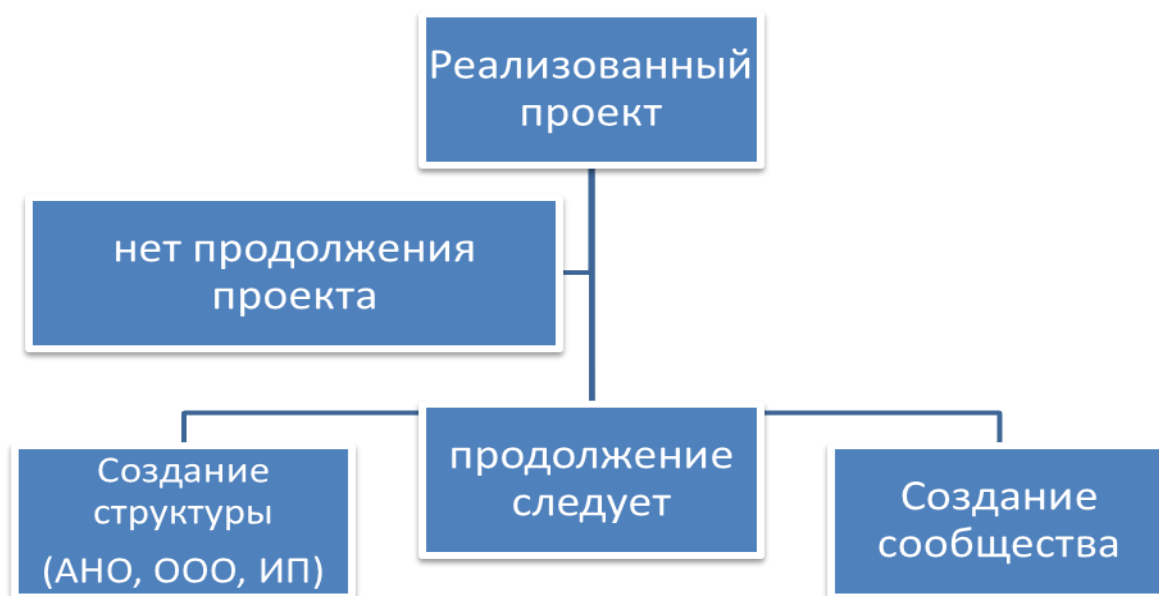 Реализованный
проект
нет продолжения
проекта
Создание
структуры
(АНО, ООО, ИП)
продолжение
следует
Создание
сообщества